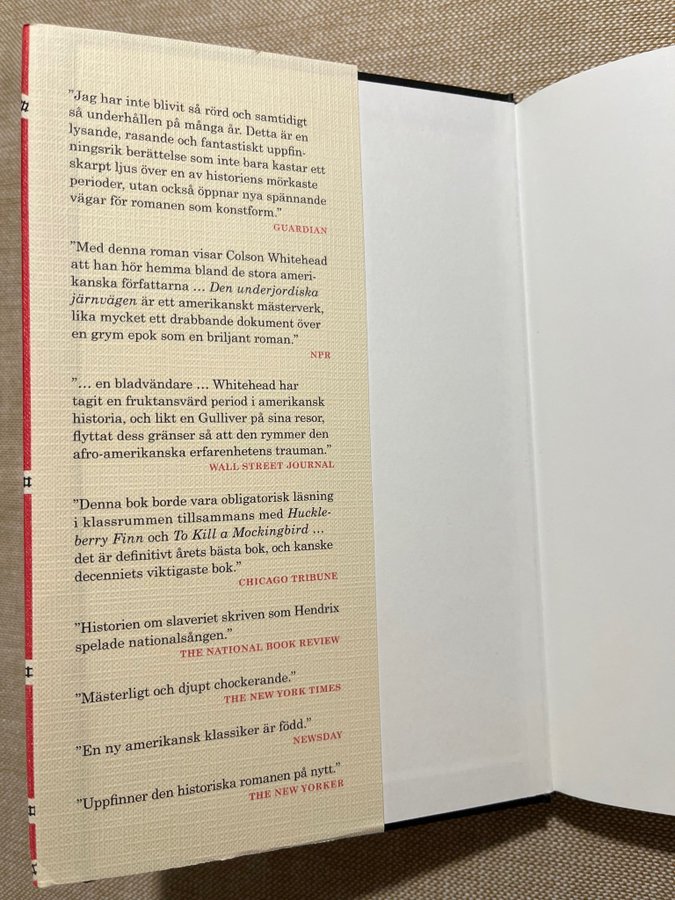 ”Jag har inte blivit så rörd och samtidigt
så underhållen på många år. Detta är en
lysande, rasande och fantastiskt uppfin-
ningsrik berättelse som inte bara kastar ett
skarpt ljus över en av historiens mörkaste
perioder, utan också öppnar nya spännande
vägar för romanen som konstform.”
GUARDIAN
”Med denna roman visar Colson Whitehead
att han hör hemma bland de stora ameri-
kanska författarna … Den underjordiska
järnvägen är ett amerikanskt mästerverk,
lika mycket ett drabbande dokument över
en grym epok som en briljant roman.”
NPR
”… en bladvändare … Whitehead har
tagit en fruktansvärd period i amerikansk
historia, och likt en Gulliver på sina resor,
flyttat dess gränser så att den rymmer den
afro-amerikanska erfarenhetens trauman.”
WALL STREET JOURNAL
”Denna bok borde vara obligatorisk läsning
i klassrummen tillsammans med Huckle-
berry Finn och To Kill a Mockingbird …
det är definitivt årets bästa bok, och kanske
decenniets viktigaste bok.”
CHICAGO TRIBUNE
”Historien om slaveriet skriven som Hendrix
spelade nationalsången.”
THE NATIONAL BOOK REVIEW
”Mästerligt och djupt chockerande.”
THE NEW YORK TIMES
”En ny amerikansk klassiker är född.”
NEWSDAY
”Uppfinner den historiska romanen på nytt.”
THE NEW YORKER